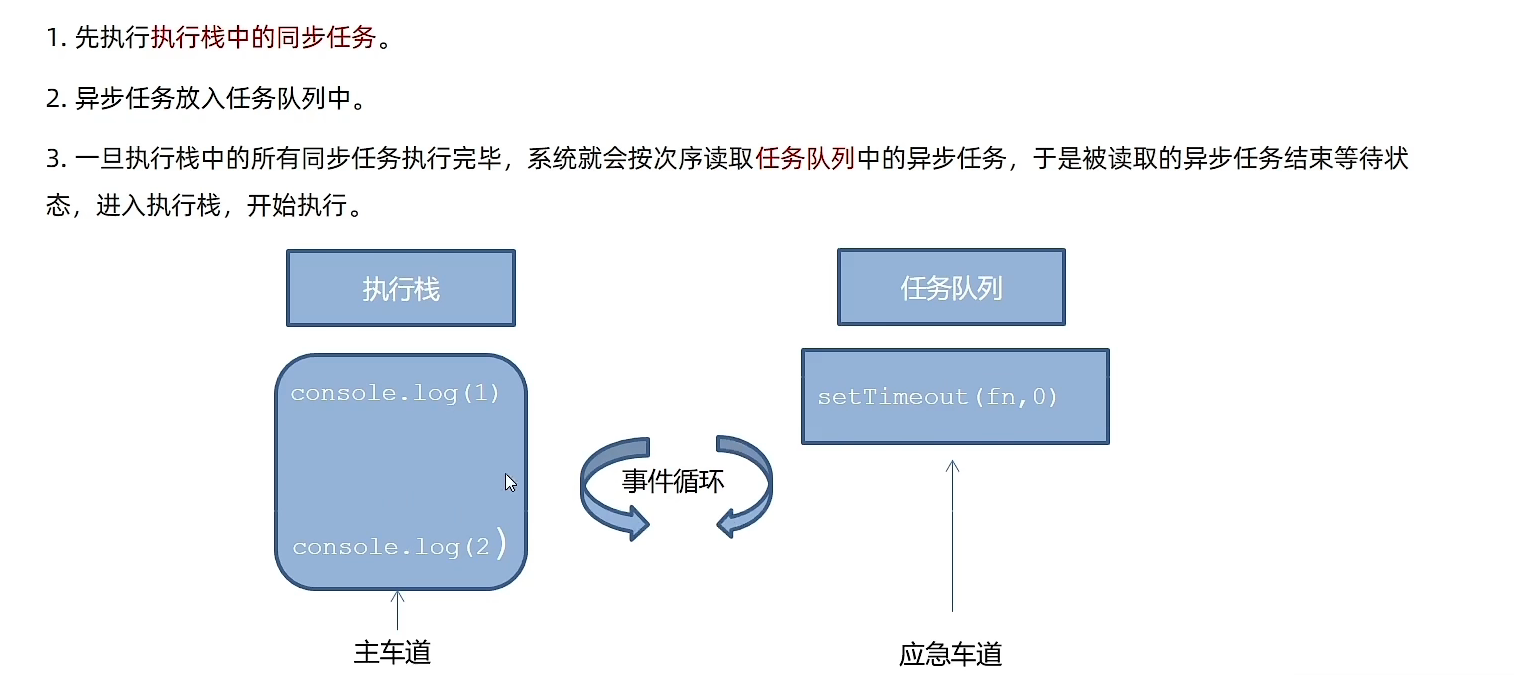 1. 先执行执行栈中的同步任务。
2. 异步任务放入任务队列中。
3. 一旦执行栈中的所有同步任务执行完毕，系统就会按次序读取任务队列中的异步任务，于是被读取的异步任务结束等待状
态，进入执行栈，开始执行。
执行栈
任务队列
console.log(1)
setTimeout(fn,0)
事件循环
console.log(2)
主车道
应急车道